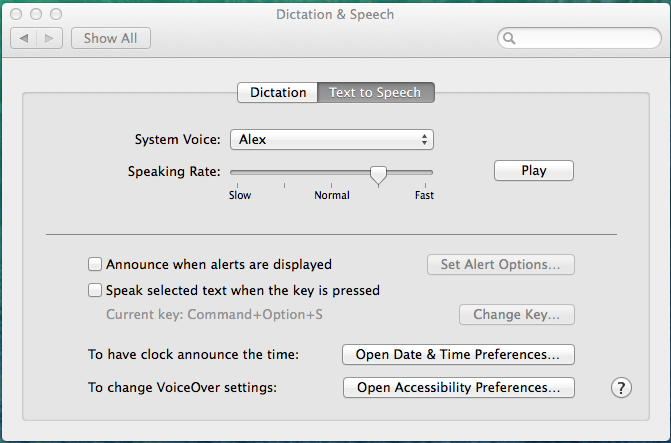 Dictation & Speech
Show All
Dictation Text to Speech
System Voice: Alex
Speaking Rate: Play
Slow Normal Fast
Announce when alerts are displayed Set Alert Options...
Speak selected text when the key is pressed
Current key: Command+Option+S Change Key...
To have clock announce the time: Open Date & Time Preferences...
To change VoiceOver settings: Open Accessibility Preferences... ?